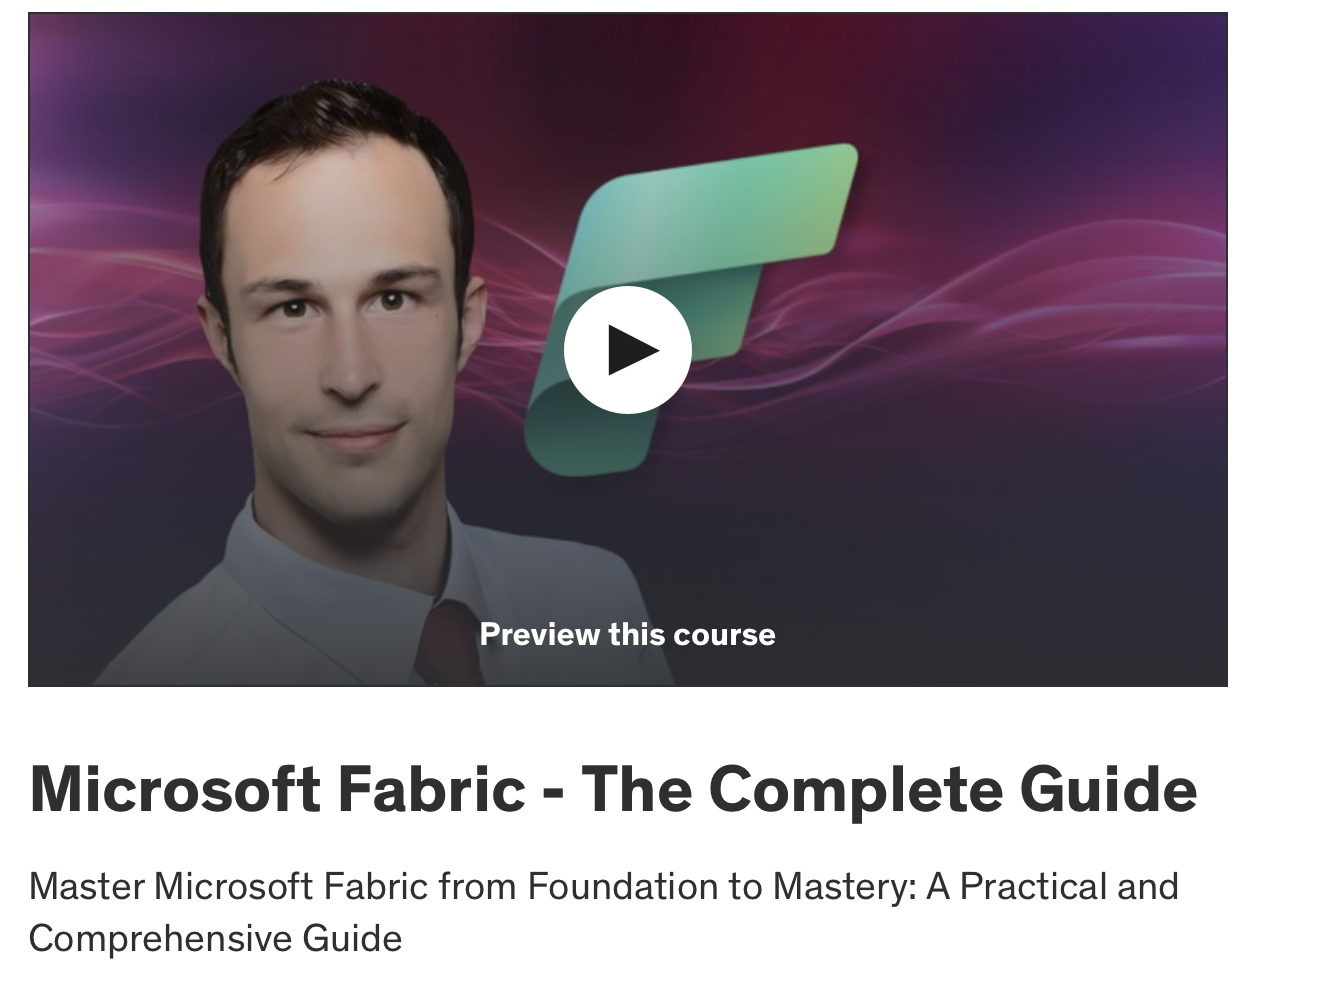 Preview this course
Microsoft Fabric - The Complete Guide
Master Microsoft Fabric from Foundation to Mastery: A Practical and
Comprehensive Guide